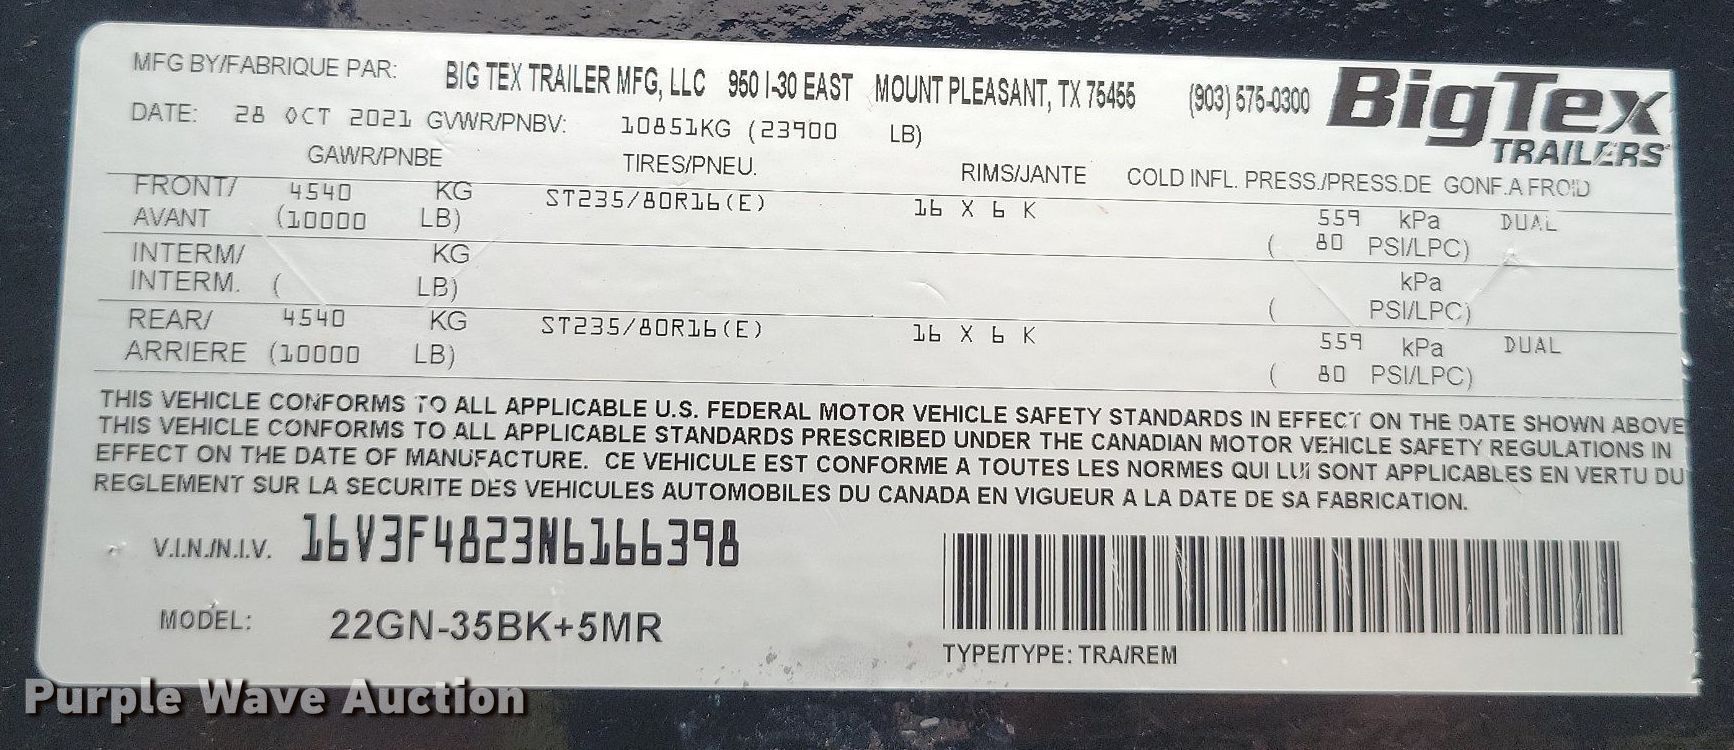 MFG BY/FABRIQUE PAR: BIG TEX TRAILER MFG, LLC 950 I-30 EAST MOUNT PLEASANT, TX 75455 (903) 575-0300 BigTex
TRAILERS
DATE: 28 OCT 2021 GVWR/PNBV: 10851KG (23900 LB)
GAWR/PNBE TIRES/PNEU. RIMS/JANTE COLD INFL. PRESS./PRESS.DE GONF.A FROID
FRONT/ 4540 KG ST235/80R16(E) 16 X 6 K 559 kPa DUAL
AVANT (10000 LB) ( 80 PSI/LPC)
INTERM/ KG kPa
INTERM. ( LB) ( PSI/LPC)
REAR/ 4540 KG ST235/80R16(E) 16 X 6 K 559 kPa DUAL
ARRIERE (10000 LB) ( 80 PSI/LPC)
THIS VEHICLE CONFORMS TO ALL APPLICABLE U.S. FEDERAL MOTOR VEHICLE SAFETY STANDARDS IN EFFECT ON THE DATE SHOWN ABOVE
THIS VEHICLE CONFORMS TO ALL APPLICABLE STANDARDS PRESCRIBED UNDER THE CANADIAN MOTOR VEHICLE SAFETY REGULATIONS IN
EFFECT ON THE DATE OF MANUFACTURE. CE VEHICULE EST CONFORME A TOUTES LES NORMES QUI LUI SONT APPLICABLES EN VERTU DU
REGLEMENT SUR LA SECURITE DES VEHICULES AUTOMOBILES DU CANADA EN VIGUEUR A LA DATE DE SA FABRICATION.
V.I.N./N.I.V. 16V3F4823N6166398
MODEL: 22GN-35BK+5MR
TYPE/TYPE: TRA/REM
Purple Wave Auction